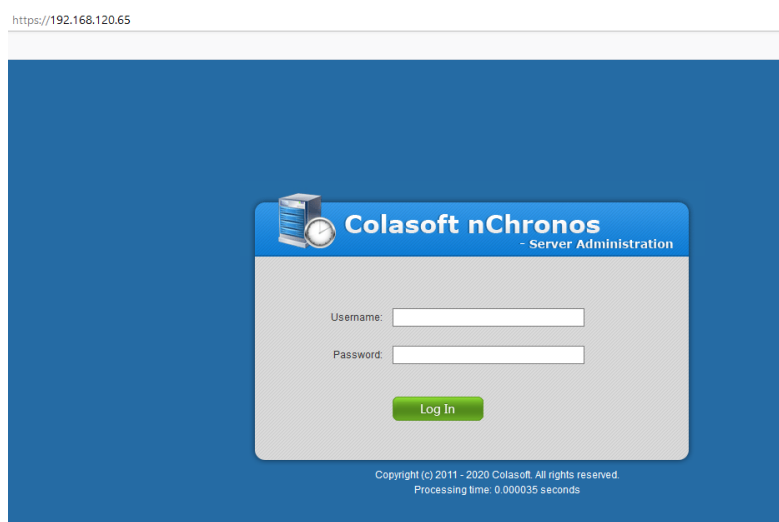 https://192.168.120.65
Colasoft nChronos
- Server Administration
Username:
Password:
Log In
Copyright (c) 2011 - 2020 Colasoft. All rights reserved.
Processing time: 0.000035 seconds